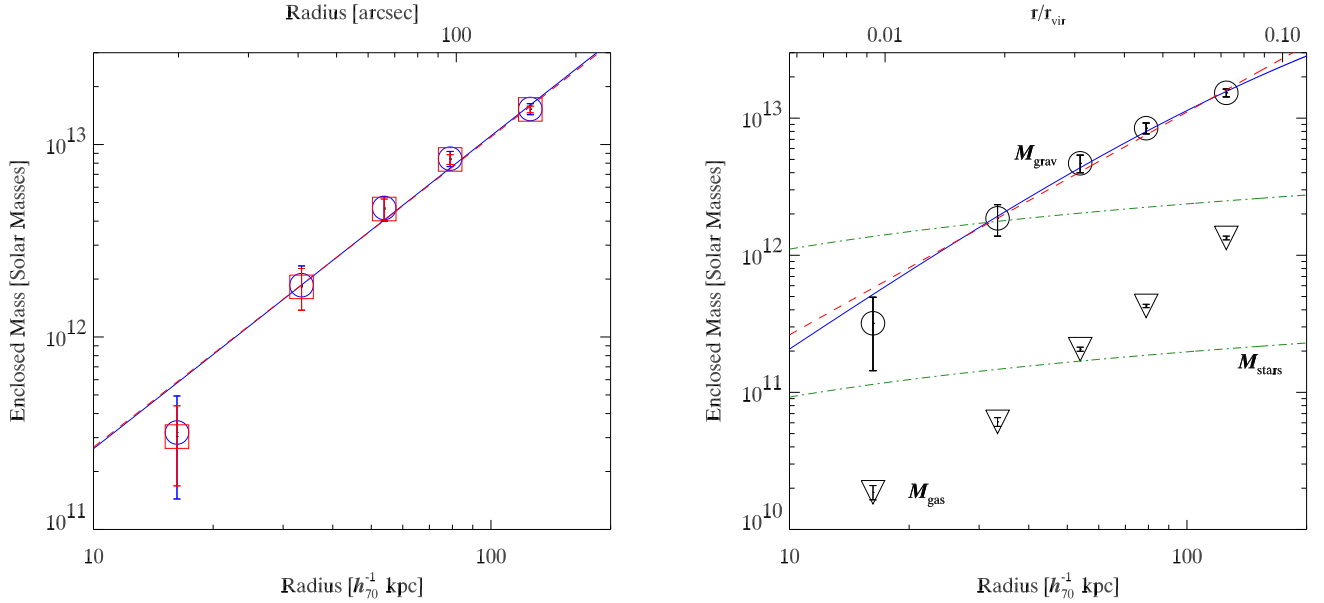 Radius [arcsec]
100
10¹³
10¹²
10¹¹
Enclosed Mass [Solar Masses]
10
100
Radius [h₇₀⁻¹ kpc]
r/r_vir
0.01
0.10
10¹³
10¹²
10¹¹
10¹⁰
Enclosed Mass [Solar Masses]
M_grav
M_stars
M_gas
10
100
Radius [h₇₀⁻¹ kpc]